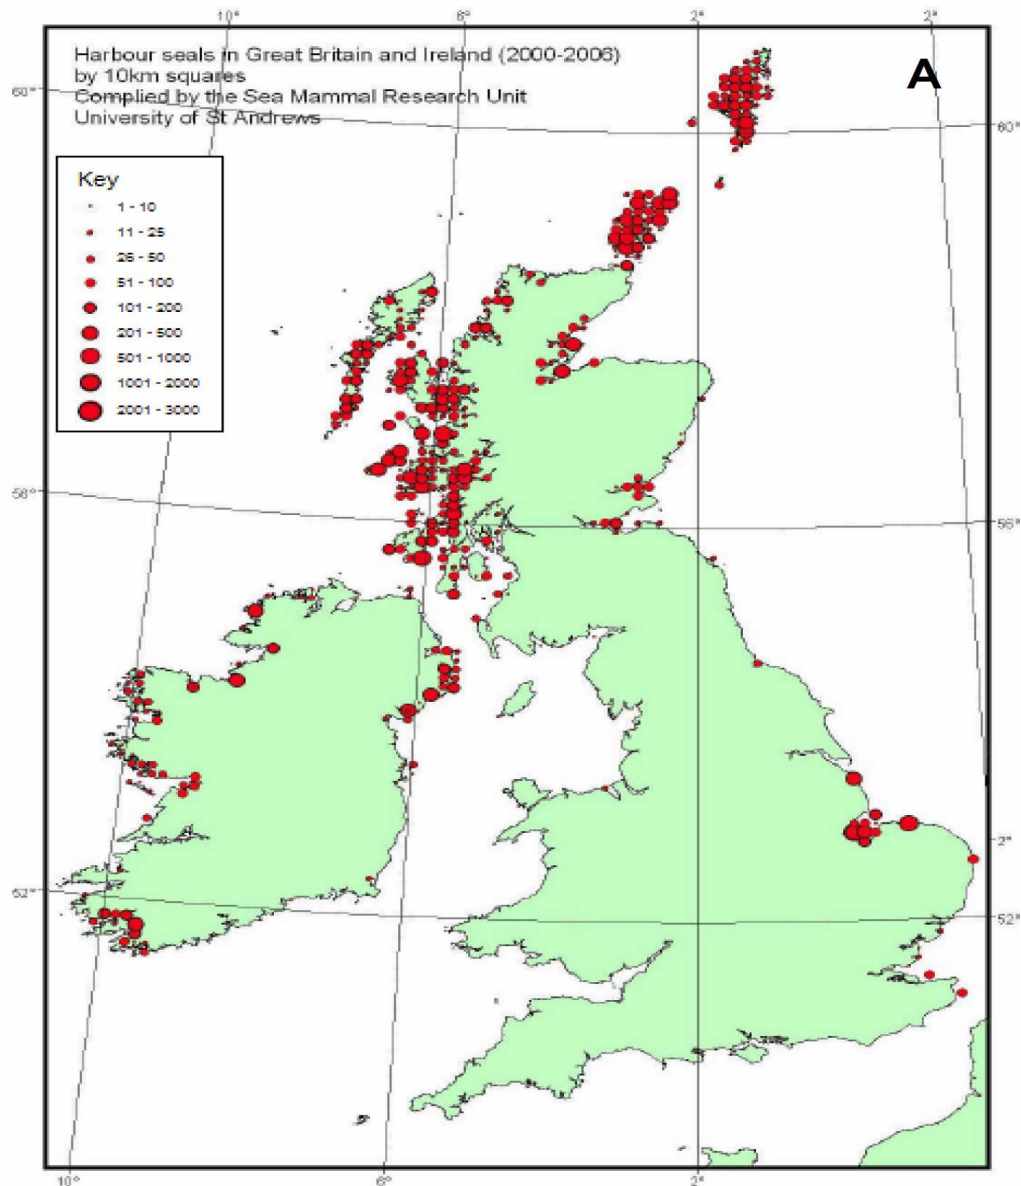 10°
6°
2°
2°
Harbour seals in Great Britain and Ireland (2000-2006)
by 10km squares
Complied by the Sea Mammal Research Unit
University of St Andrews
A
60°
60°
Key
1 - 10
11 - 25
26 - 50
51 - 100
101 - 200
201 - 500
501 - 1000
1001 - 2000
2001 - 3000
56°
56°
2°
52°
52°
10°
6°
2°